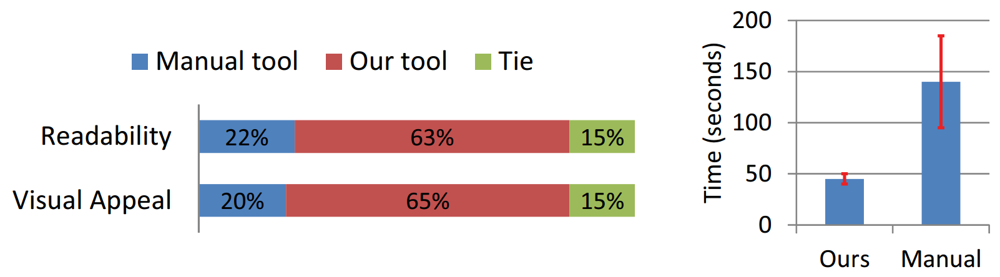 Manual tool Our tool Tie
Readability 22% 63% 15%
Visual Appeal 20% 65% 15%
Time (seconds)
200
150
100
50
0
Ours Manual